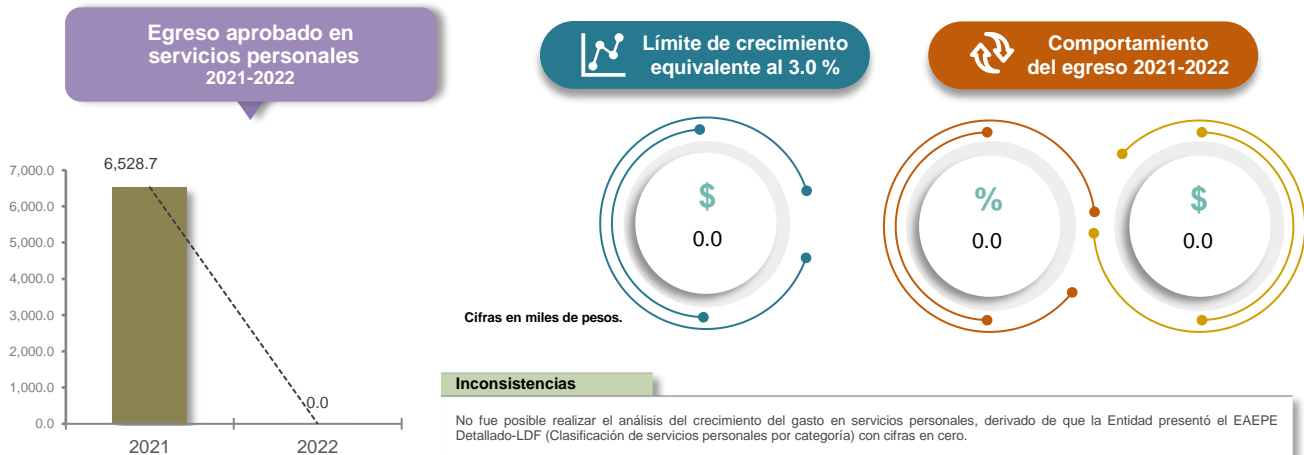 Egreso aprobado en
servicios personales
2021-2022
Límite de crecimiento
equivalente al 3.0 %
Comportamiento
del egreso 2021-2022
6,528.7
7,000.0
6,000.0
5,000.0
4,000.0
3,000.0
2,000.0
1,000.0
0.0
0.0
2021
2022
$
0.0
%
0.0
$
0.0
Cifras en miles de pesos.
Inconsistencias
No fue posible realizar el análisis del crecimiento del gasto en servicios personales, derivado de que la Entidad presentó el EAEPE
Detallado-LDF (Clasificación de servicios personales por categoría) con cifras en cero.